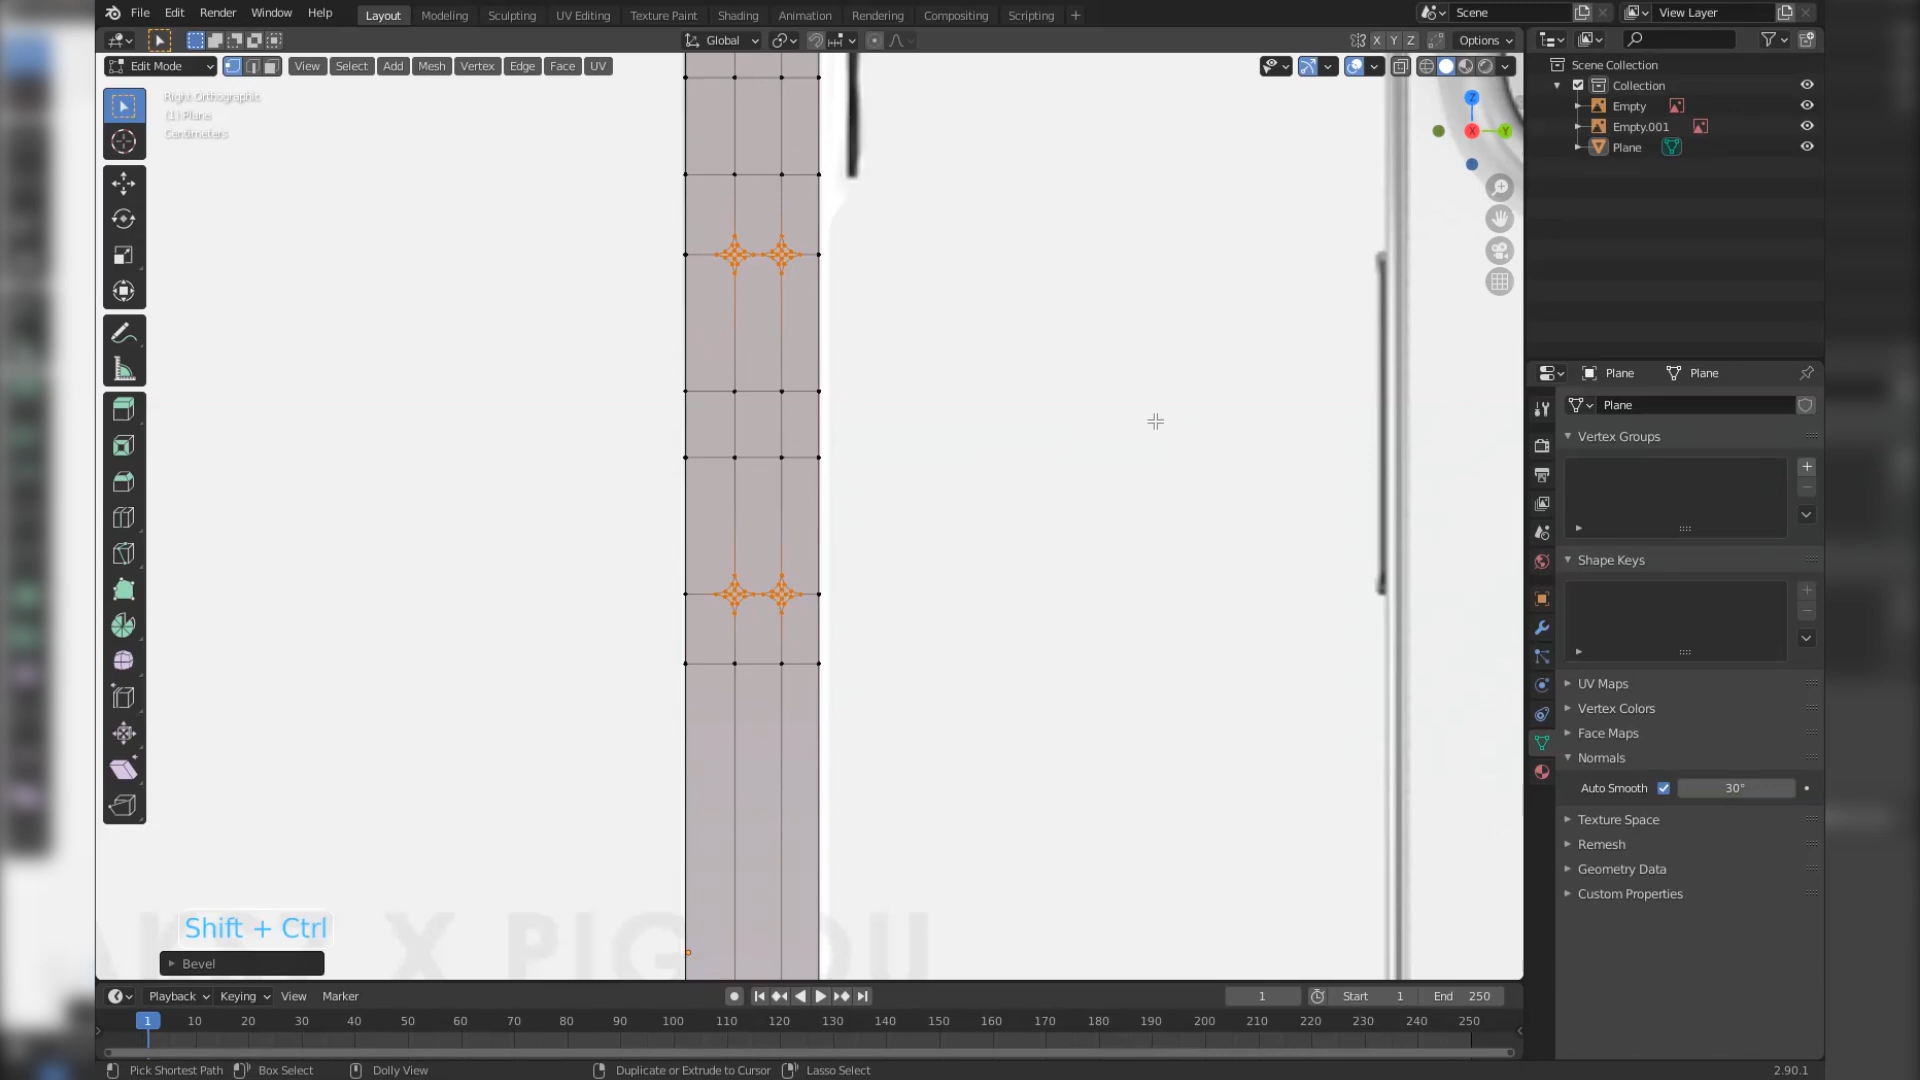 File Edit Render Window Help Layout Modeling Sculpting UV Editing Texture Paint Shading Animation Rendering Compositing Scripting + Scene View Layer
Global X Y Z Options
Edit Mode View Select Add Mesh Vertex Edge Face UV
Right Orthographic
(1) Plane
Centimeters
Z
X
Y
Scene Collection
Collection
Empty
Empty.001
Plane
Plane Plane
Plane
Vertex Groups
Shape Keys
UV Maps
Vertex Colors
Face Maps
Normals
Auto Smooth 30°
Texture Space
Remesh
Geometry Data
Custom Properties
Shift + Ctrl
Bevel
Playback Keying View Marker 1 Start 1 End 250
1 10 20 30 40 50 60 70 80 90 100 110 120 130 140 150 160 170 180 190 200 210 220 230 240 250
Pick Shortest Path Box Select Dolly View Duplicate or Extrude to Cursor Lasso Select 2.90.1